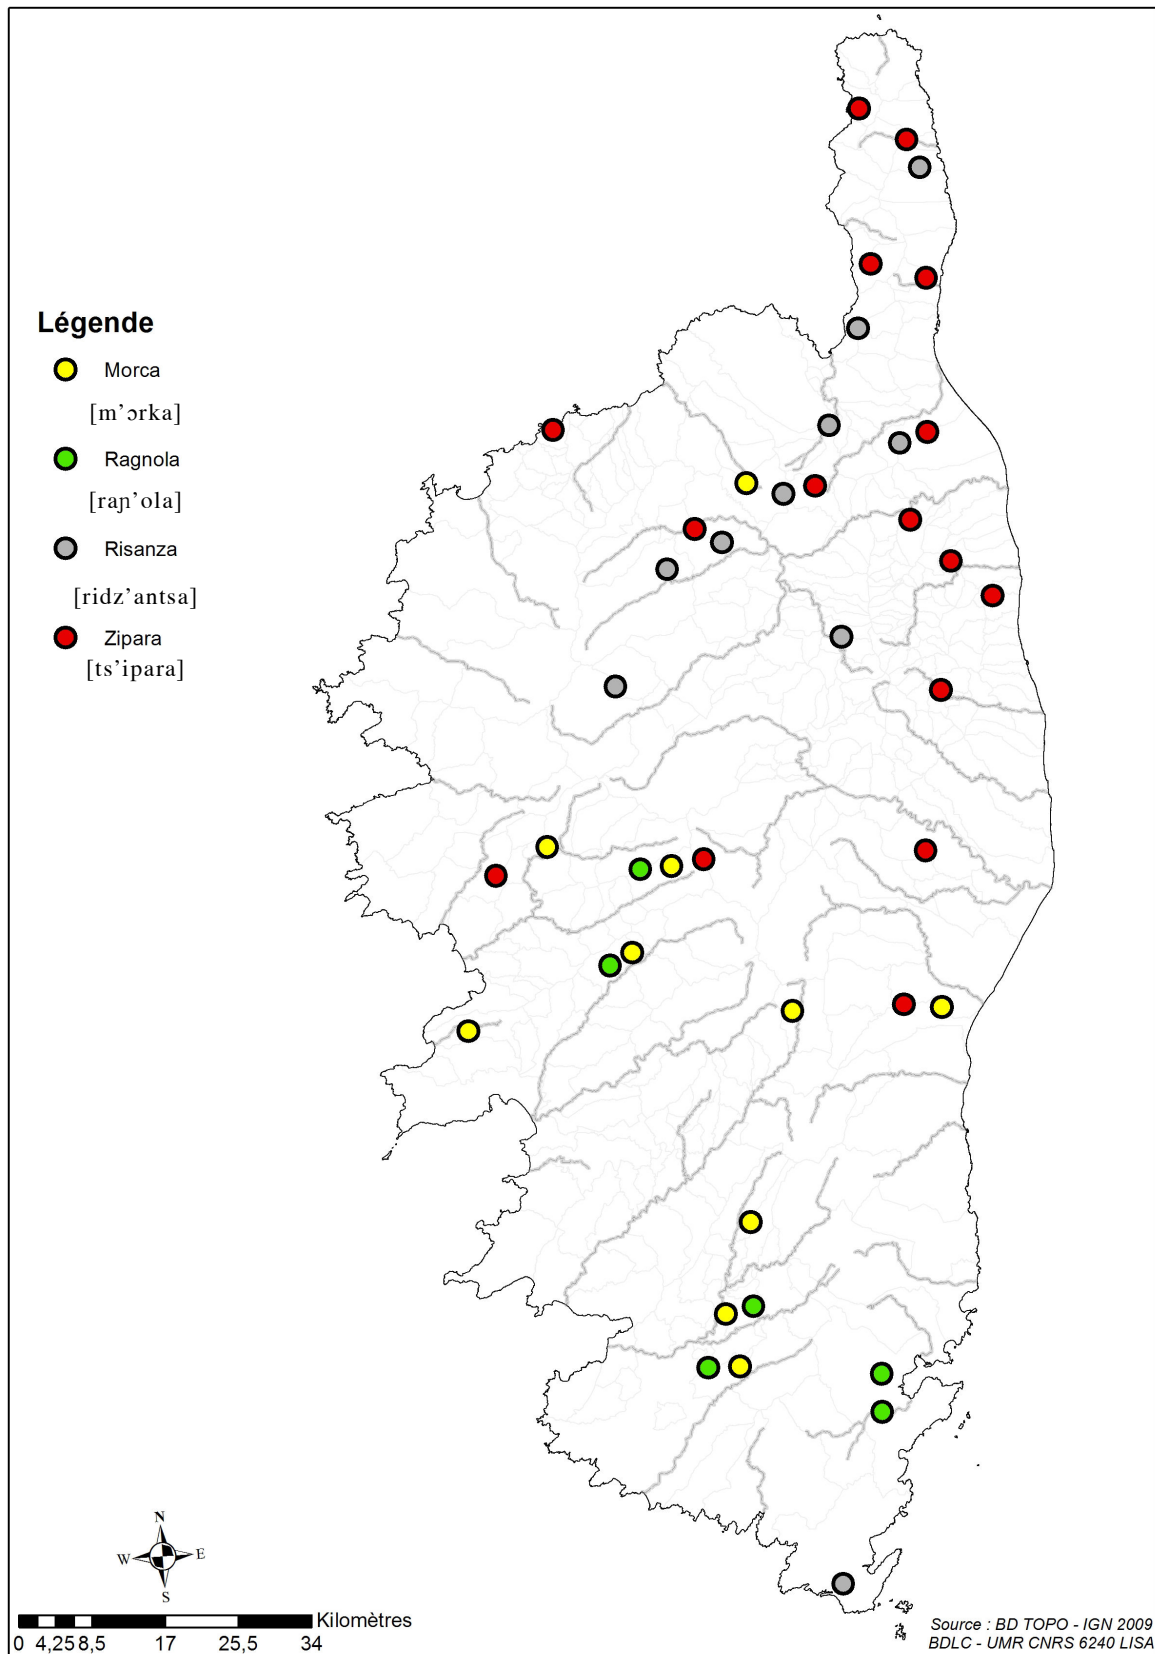 Légende
Morca
[m’ɔrka]
Ragnola
[raɲ’ola]
Risanza
[ridz’antsa]
Zipara
[ts’ipara]
N
W E
S
Kilomètres
0 4,25 8,5 17 25,5 34
Source : BD TOPO - IGN 2009
BDLC - UMR CNRS 6240 LISA